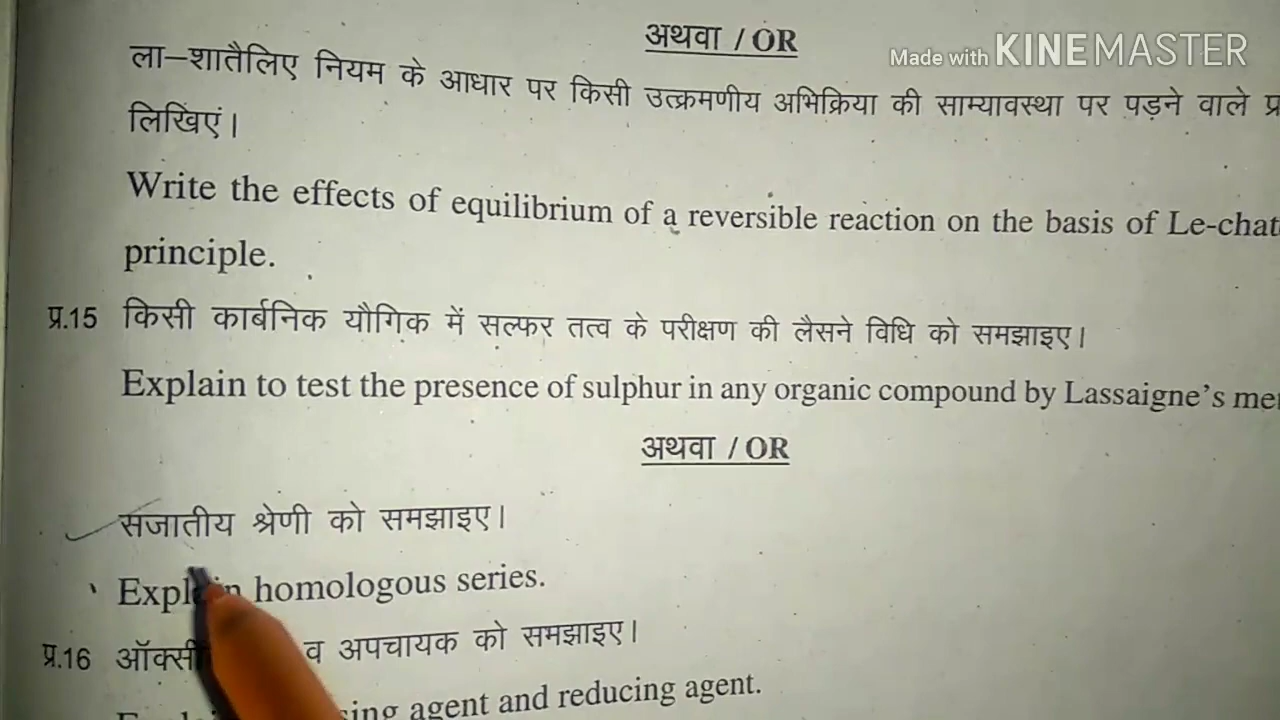 अथवा / OR
Made with KINEMASTER
ला–शातैलिए नियम के आधार पर किसी उत्क्रमणीय अभिक्रिया की साम्यावस्था पर पड़ने वाले
लिखिएं।
Write the effects of equilibrium of a reversible reaction on the basis of
principle.
प्र.15 किसी कार्बनिक यौगिक में सल्फर तत्व के परीक्षण की लैसने विधि को समझाइए।
Explain to test the presence of sulphur in any organic compound by Lassaigne's
अथवा / OR
सजातीय श्रेणी को समझाइए।
Explain homologous series.
प्र.16 व अपचायक को समझाइए।
agent and reducing agent.